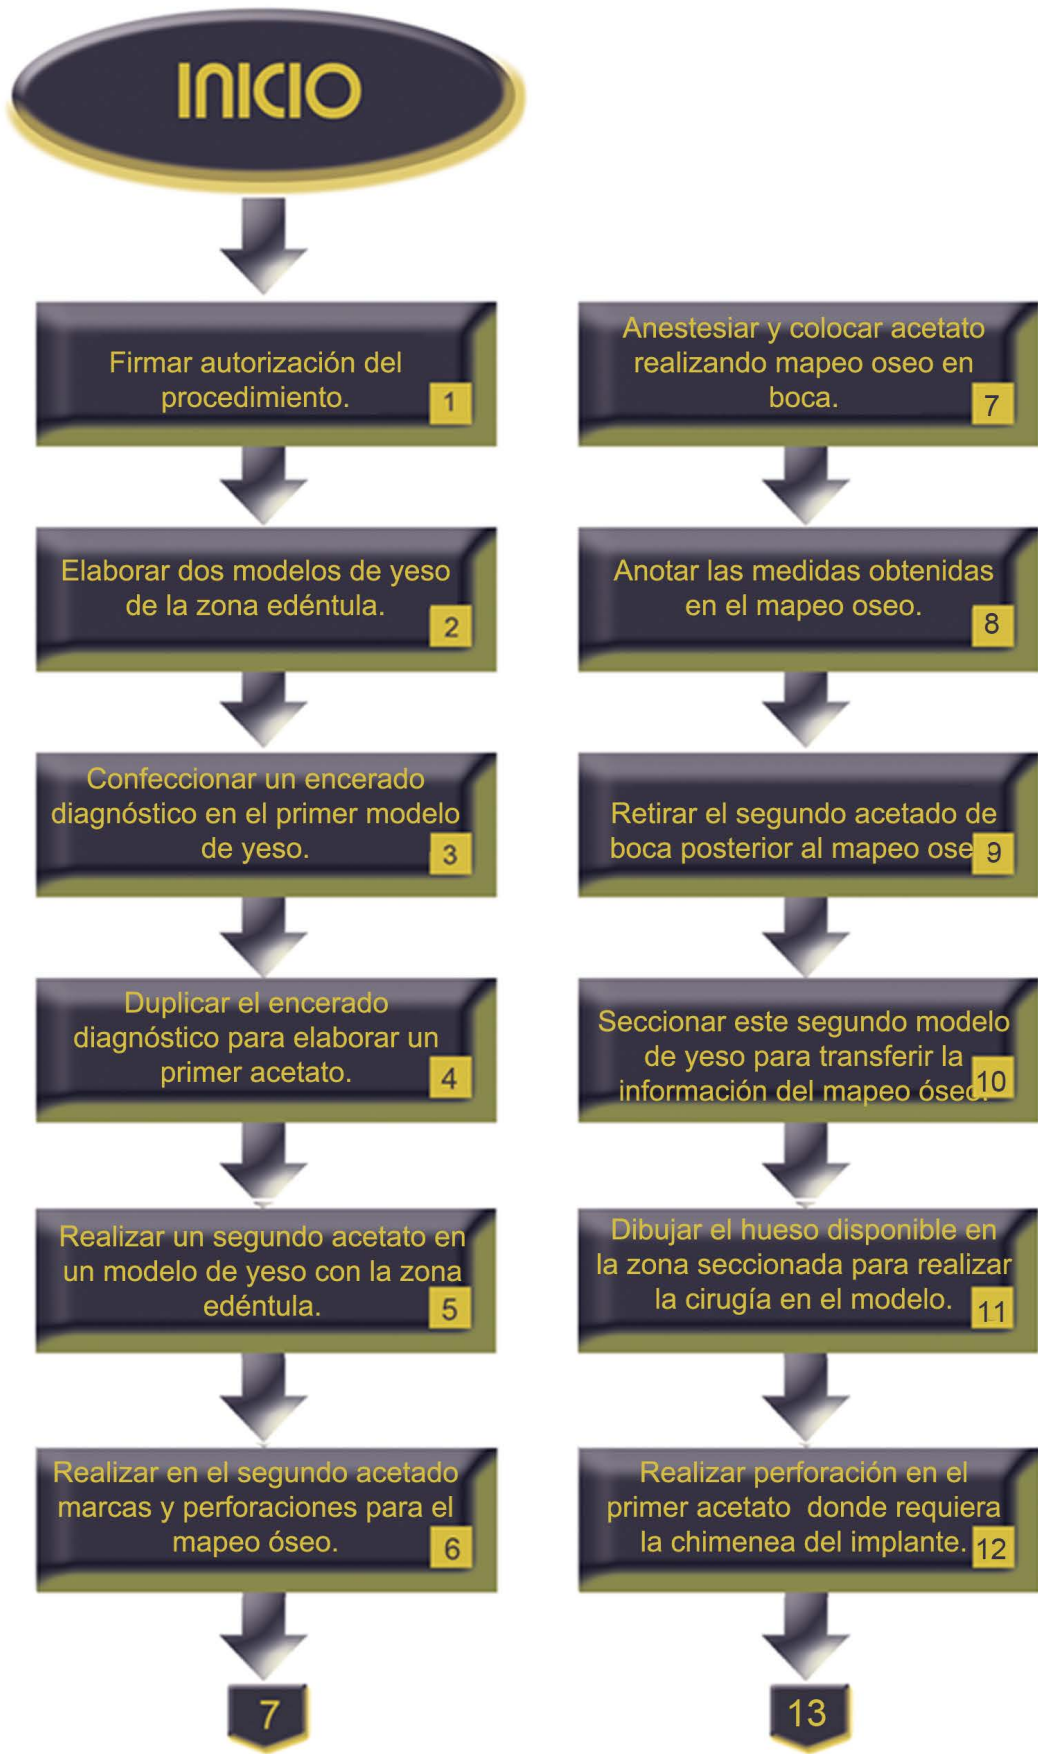 INICIO
Firmar autorización del
procedimiento.
1
Elaborar dos modelos de yeso
de la zona edéntula.
2
Confeccionar un encerado
diagnóstico en el primer modelo
de yeso.
3
Duplicar el encerado
diagnóstico para elaborar un
primer acetato.
4
Realizar un segundo acetato en
un modelo de yeso con la zona
edéntula.
5
Realizar en el segundo acetado
marcas y perforaciones para el
mapeo óseo.
6
7
Anestesiar y colocar acetato
realizando mapeo oseo en
boca.
7
Anotar las medidas obtenidas
en el mapeo oseo.
8
Retirar el segundo acetado de
boca posterior al mapeo ose
9
Seccionar este segundo modelo
de yeso para transferir la
información del mapeo óseo.
10
Dibujar el hueso disponible en
la zona seccionada para realizar
la cirugía en el modelo.
11
Realizar perforación en el
primer acetato donde requiera
la chimenea del implante.
12
13